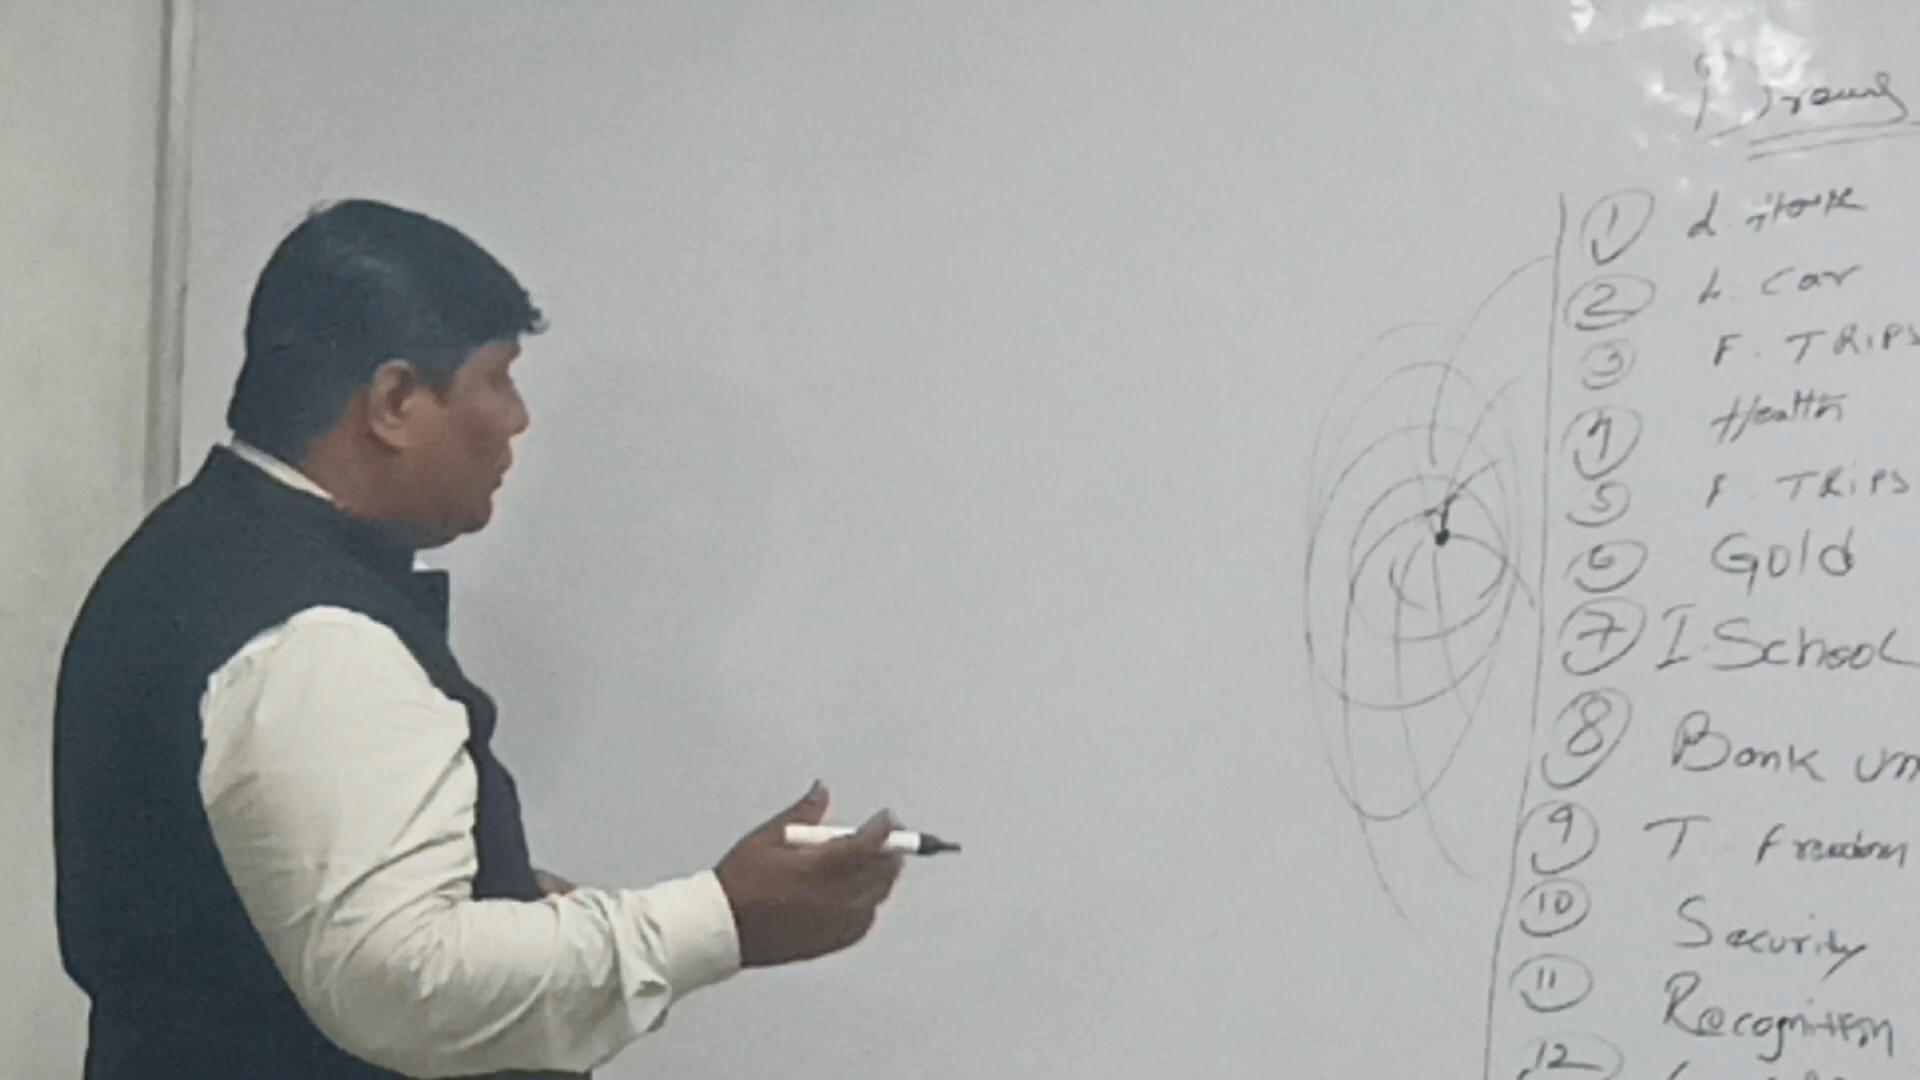 Dreams
① L. House
② L. Car
③ F. TRIPS
④ Health
⑤ F. TRIPS
⑥ Gold
⑦ I. School
⑧ Bank
⑨ T Freedom
⑩ Security
⑪ Recognition
⑫